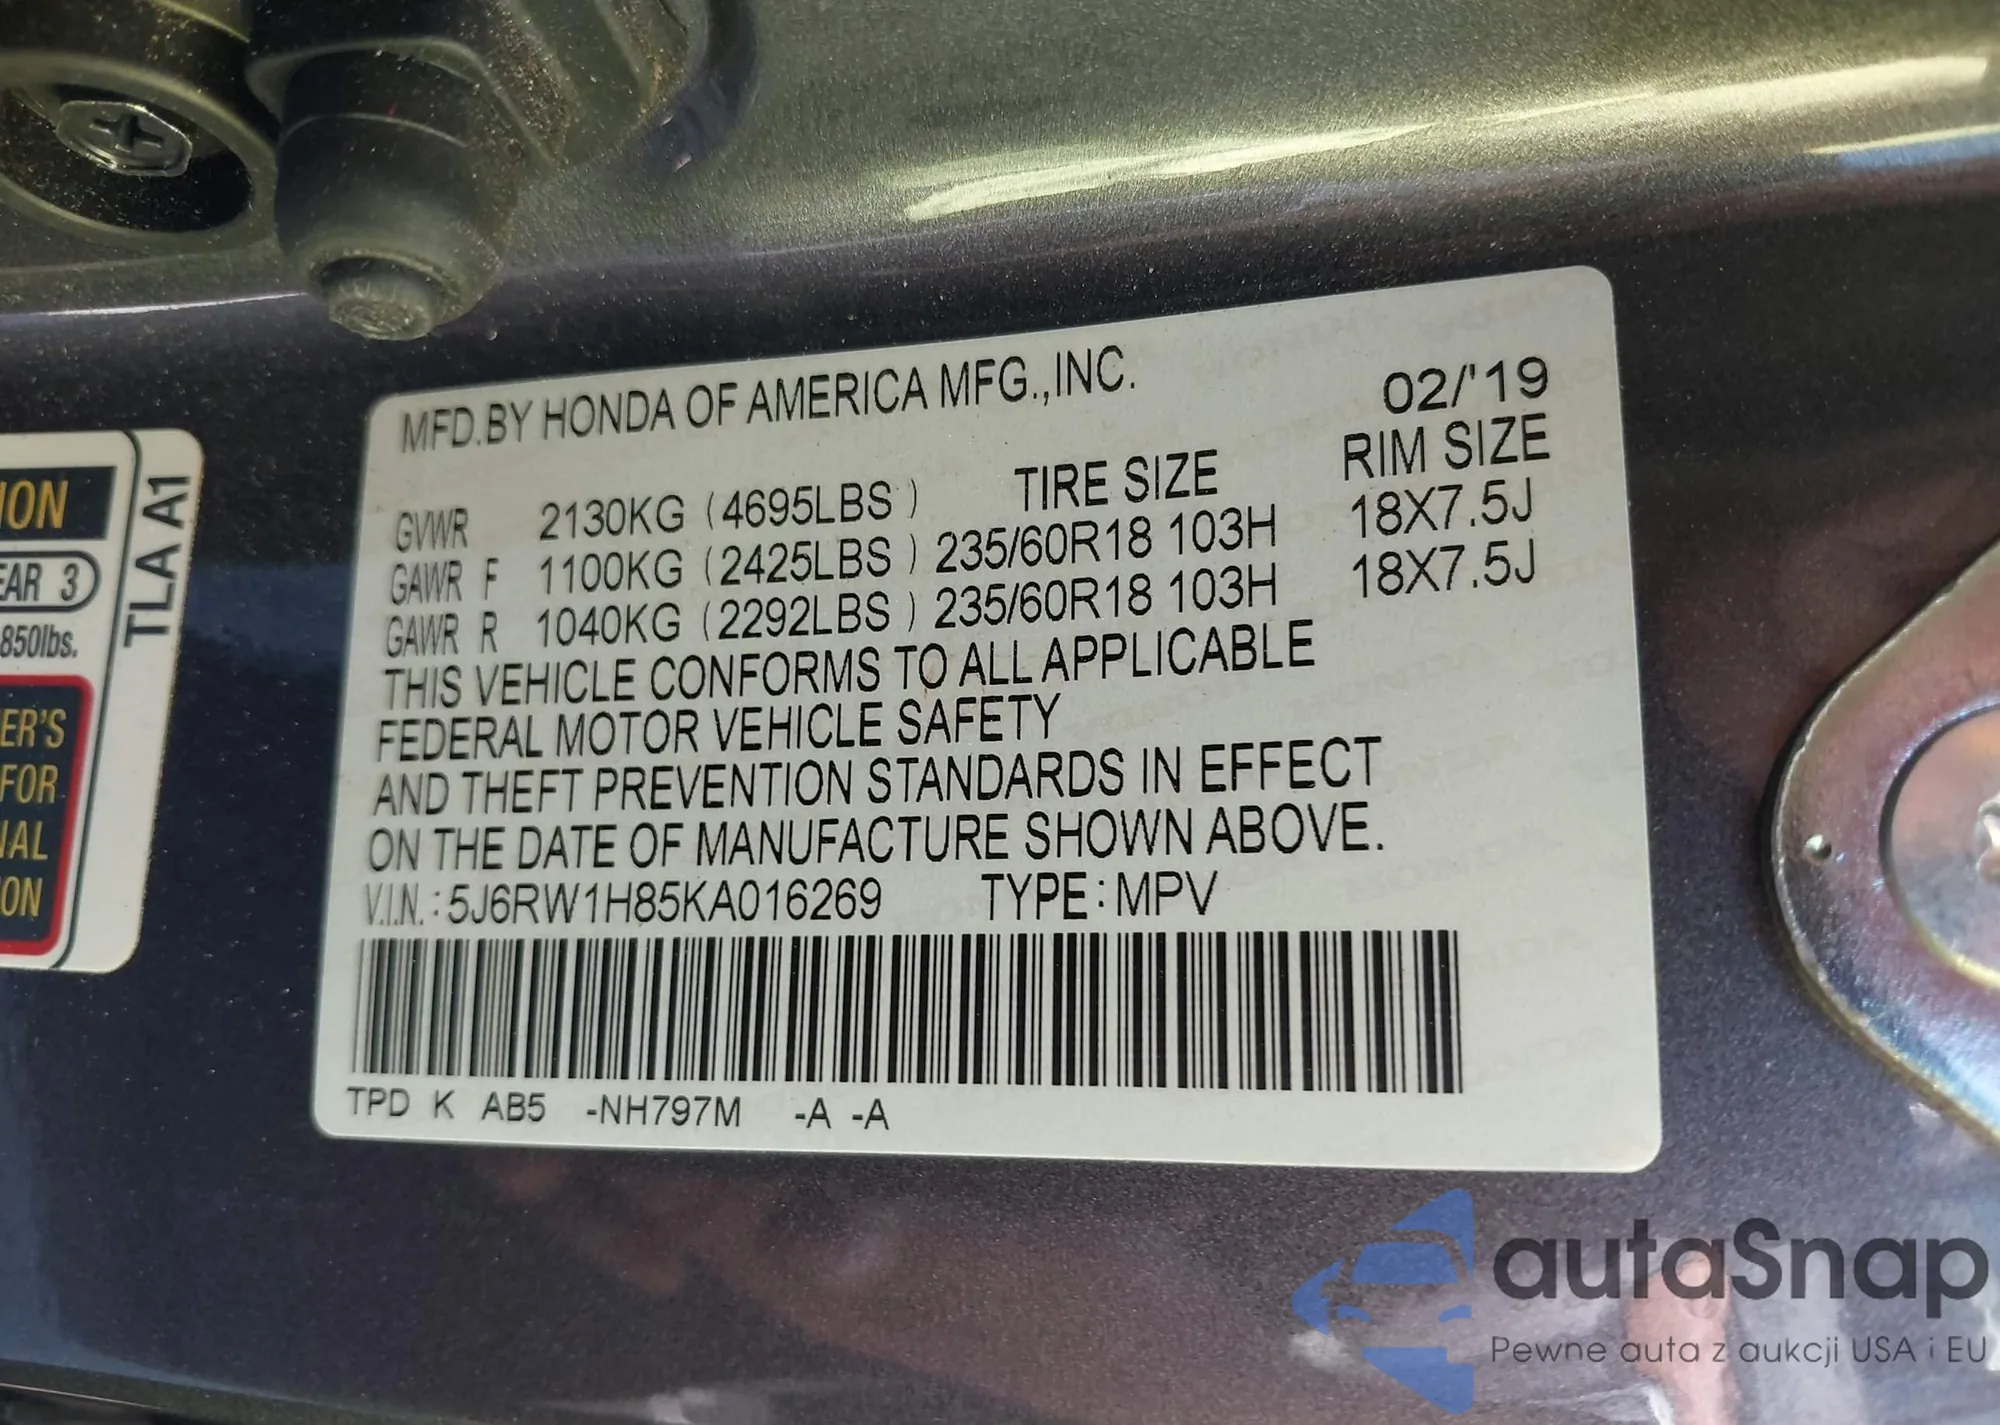 MFD.BY HONDA OF AMERICA MFG.,INC. 02/'19
TIRE SIZE RIM SIZE
GVWR 2130KG (4695LBS)
GAWR F 1100KG (2425LBS) 235/60R18 103H 18X7.5J
GAWR R 1040KG (2292LBS) 235/60R18 103H 18X7.5J
THIS VEHICLE CONFORMS TO ALL APPLICABLE
FEDERAL MOTOR VEHICLE SAFETY
AND THEFT PREVENTION STANDARDS IN EFFECT
ON THE DATE OF MANUFACTURE SHOWN ABOVE.
V.I.N.:5J6RW1H85KA016269 TYPE:MPV
TPD K AB5 -NH797M -A -A
ION
EAR 3
850lbs.
ER'S
FOR
NAL
ION
TLA A1
autaSnap
Pewne auta z aukcji USA i EU